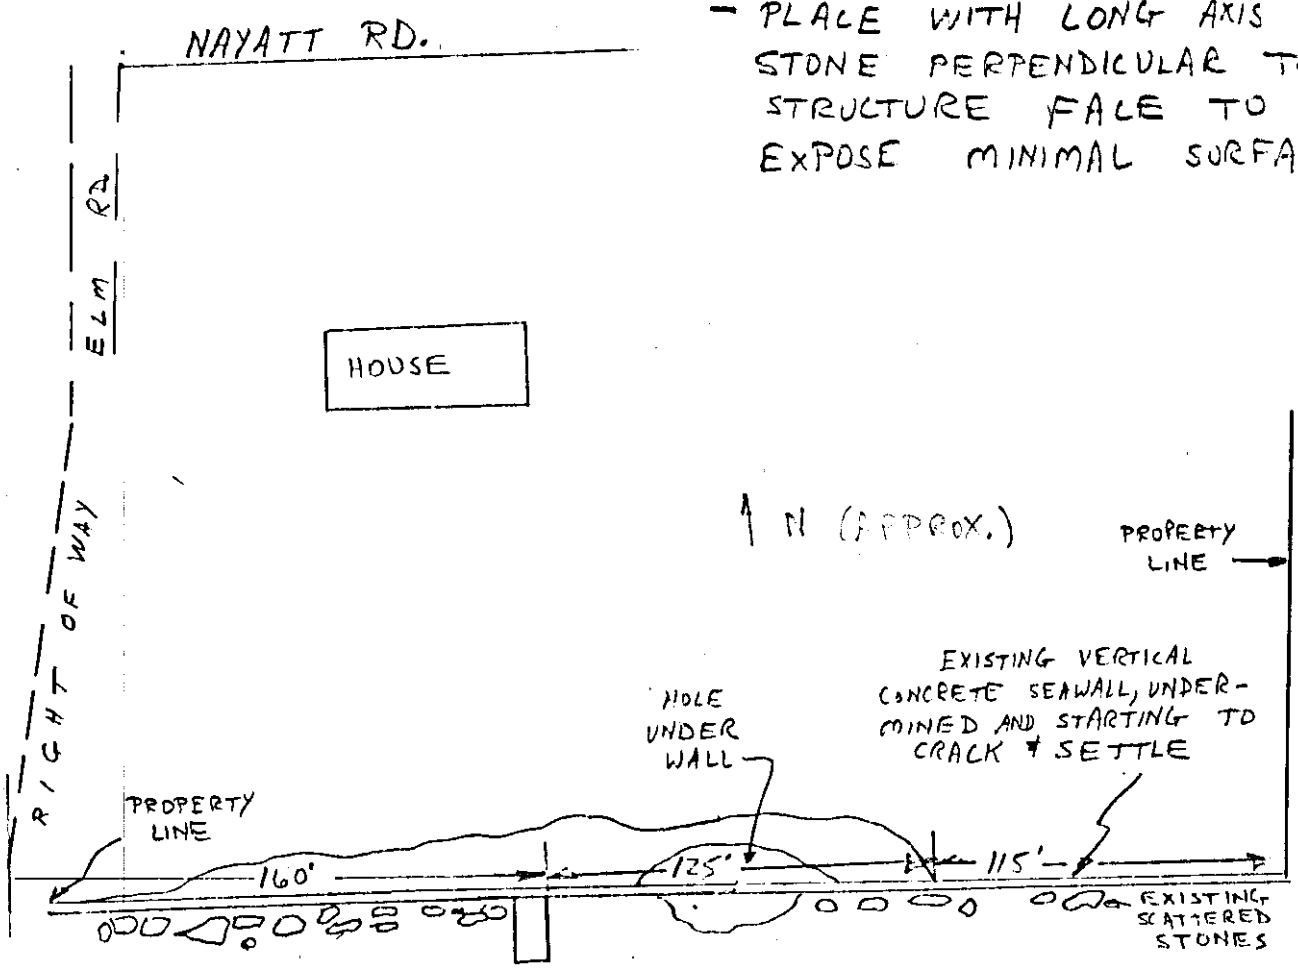 NAYATT RD.
- PLACE WITH LONG AXIS
STONE PERPENDICULAR
STRUCTURE FALE TO
EXPOSE MINIMAL
ELM RD
HOUSE
RIGHT OF WAY
↑ N (APPROX.)
PROPERTY
LINE
EXISTING VERTICAL
CONCRETE SEAWALL, UNDER-
MINED AND STARTING TO
CRACK & SETTLE
HOLE
UNDER
WALL
PROPERTY
LINE
160'
125'
115'
EXISTING
SCATTERED
STONES